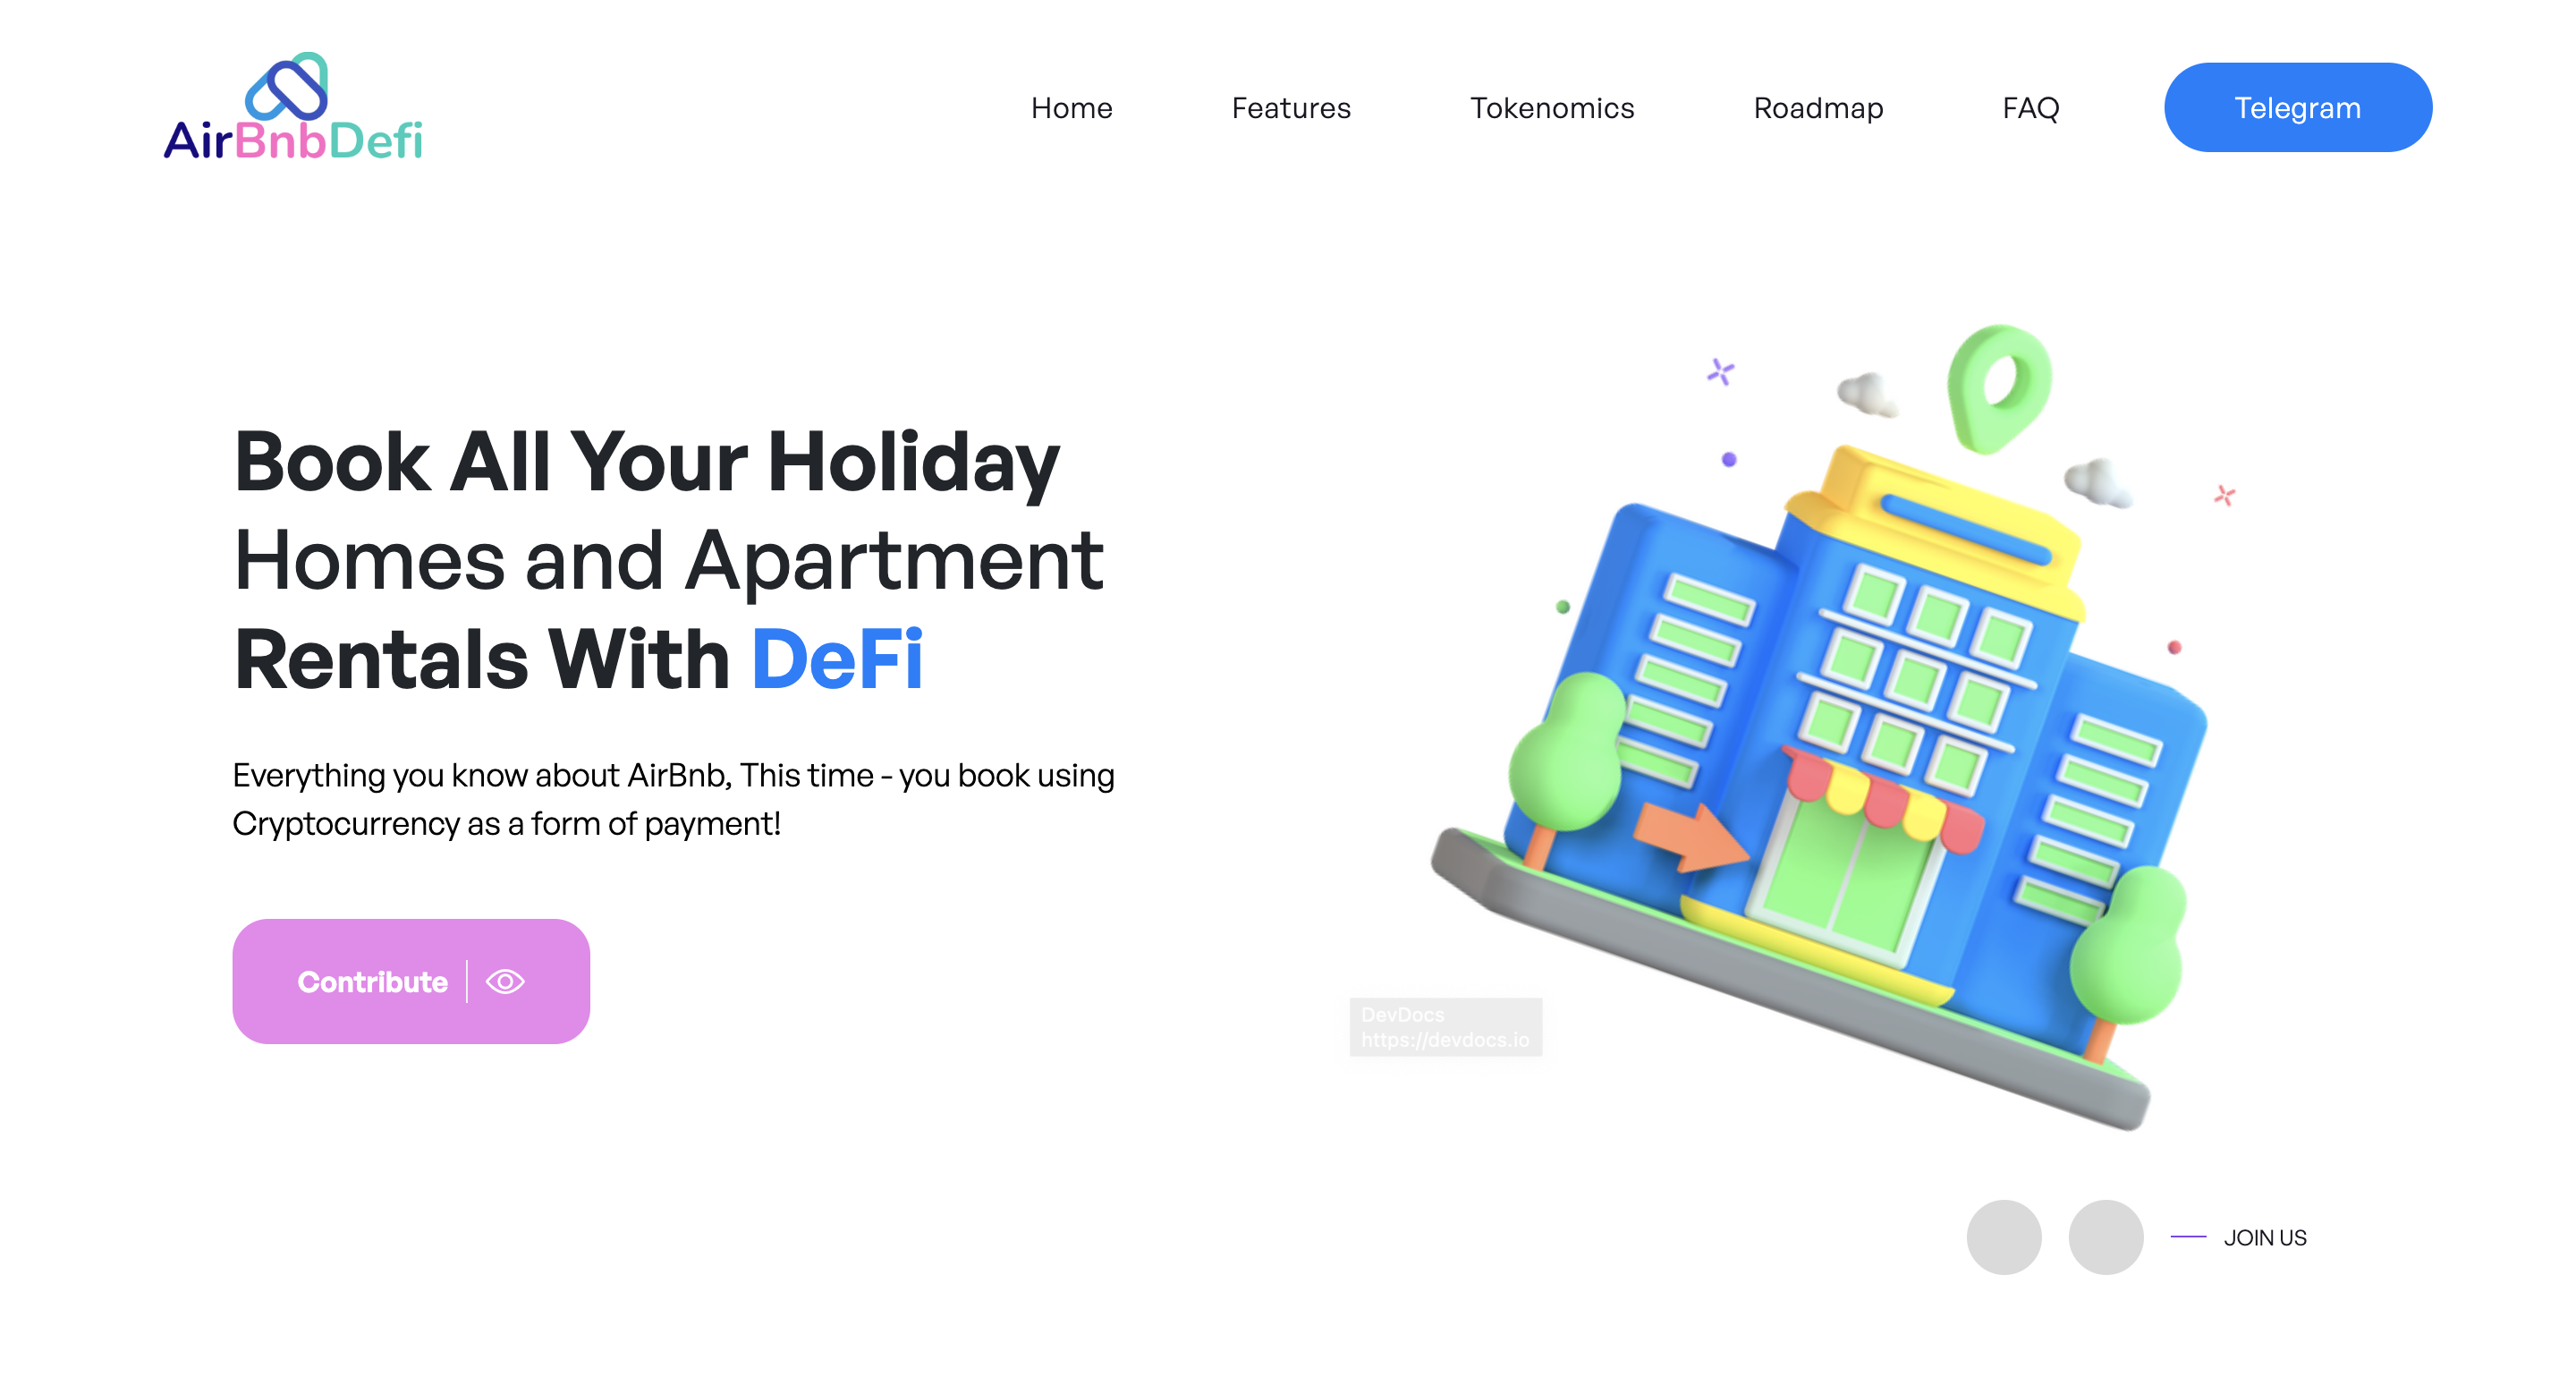 AirBnbDefi
Home
Features
Tokenomics
Roadmap
FAQ
Telegram
Book All Your Holiday
Homes and Apartment
Rentals With DeFi
Everything you know about AirBnb, This time - you book using
Cryptocurrency as a form of payment!
Contribute
DevDocs
https://devdocs.io
JOIN US